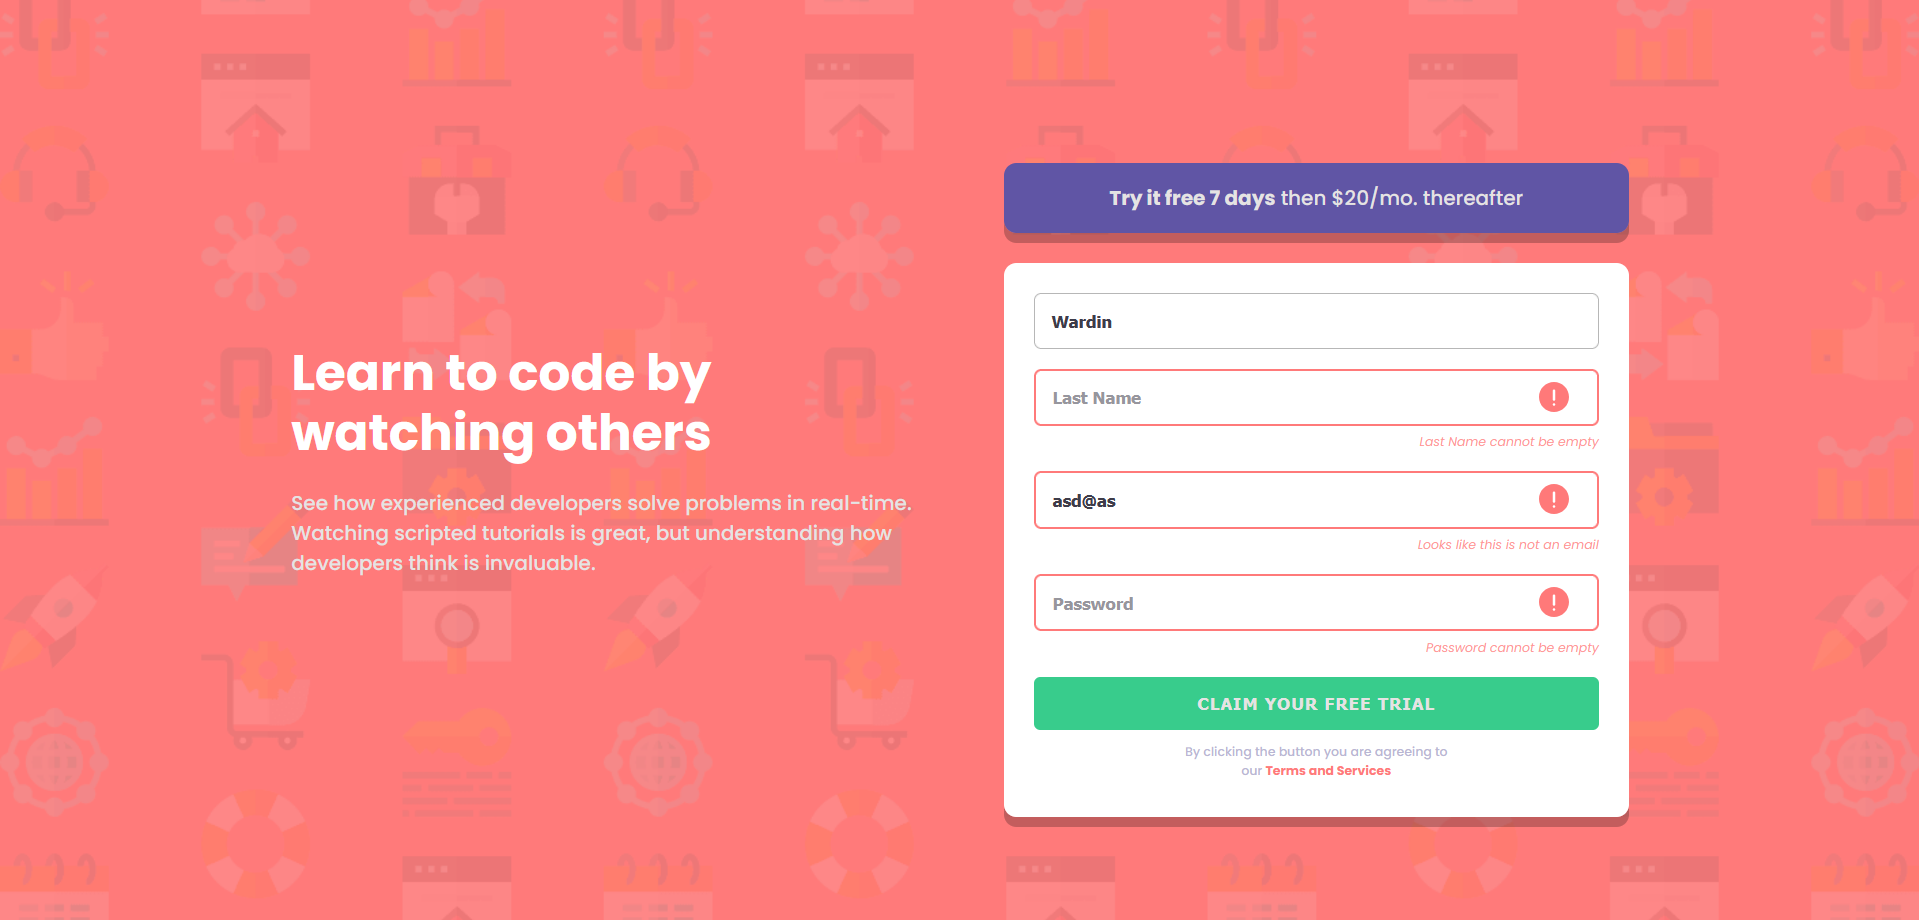 Learn to code by
watching others
See how experienced developers solve problems in real-time.
Watching scripted tutorials is great, but understanding how
developers think is invaluable.
Try it free 7 days then $20/mo. thereafter
Wardin
Last Name
Last Name cannot be empty
asd@as
Looks like this is not an email
Password
Password cannot be empty
CLAIM YOUR FREE TRIAL
By clicking the button you are agreeing to
our Terms and Services